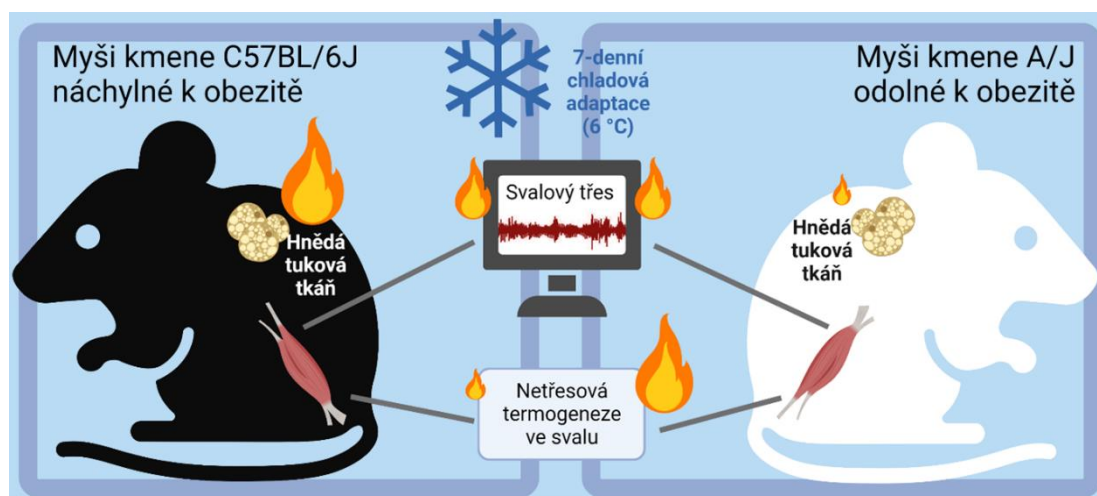 Myši kmene C57BL/6J
náchylné k obezitě
7-denní
chladová
adaptace
(6 °C)
Myši kmene A/J
odolné k obezitě
Svalový třes
Hnědá
tuková
tkáň
Hnědá
tuková
tkáň
Netřesová
termogeneze
ve svalu